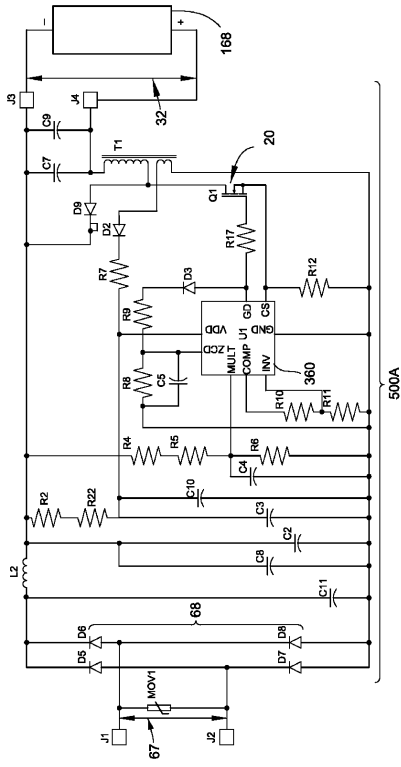 −
+
168
32
J3
J4
C9
C7
T1
20
D9
D2
Q1
R7
R17
D3
R9
R12
VDD
GD
CS
U1
GND
IZCD
MULT
COMP
INV
360
R8
C5
R10
R11
500A
R4
R5
R6
C4
C10
R2
R22
C3
C2
C8
L2
C11
68
D6
D5
D8
D7
MOV1
J1
J2
67